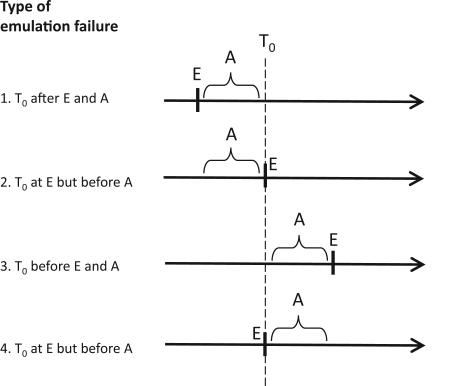 Type of
emulation failure
T₀
E
A
1. T₀ after E and A
A
E
2. T₀ at E but before A
A
E
3. T₀ before E and A
A
E
4. T₀ at E but before A